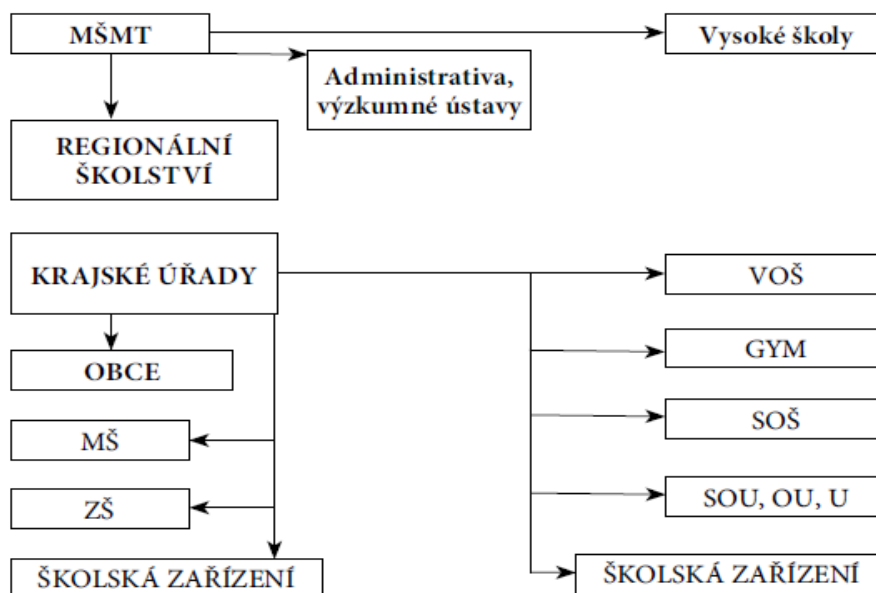 MŠMT
Vysoké školy
Administrativa,
výzkumné ústavy
REGIONÁLNÍ
ŠKOLSTVÍ
KRAJSKÉ ÚŘADY
VOŠ
GYM
OBCE
SOŠ
MŠ
SOU, OU, U
ZŠ
ŠKOLSKÁ ZAŘÍZENÍ
ŠKOLSKÁ ZAŘÍZENÍ